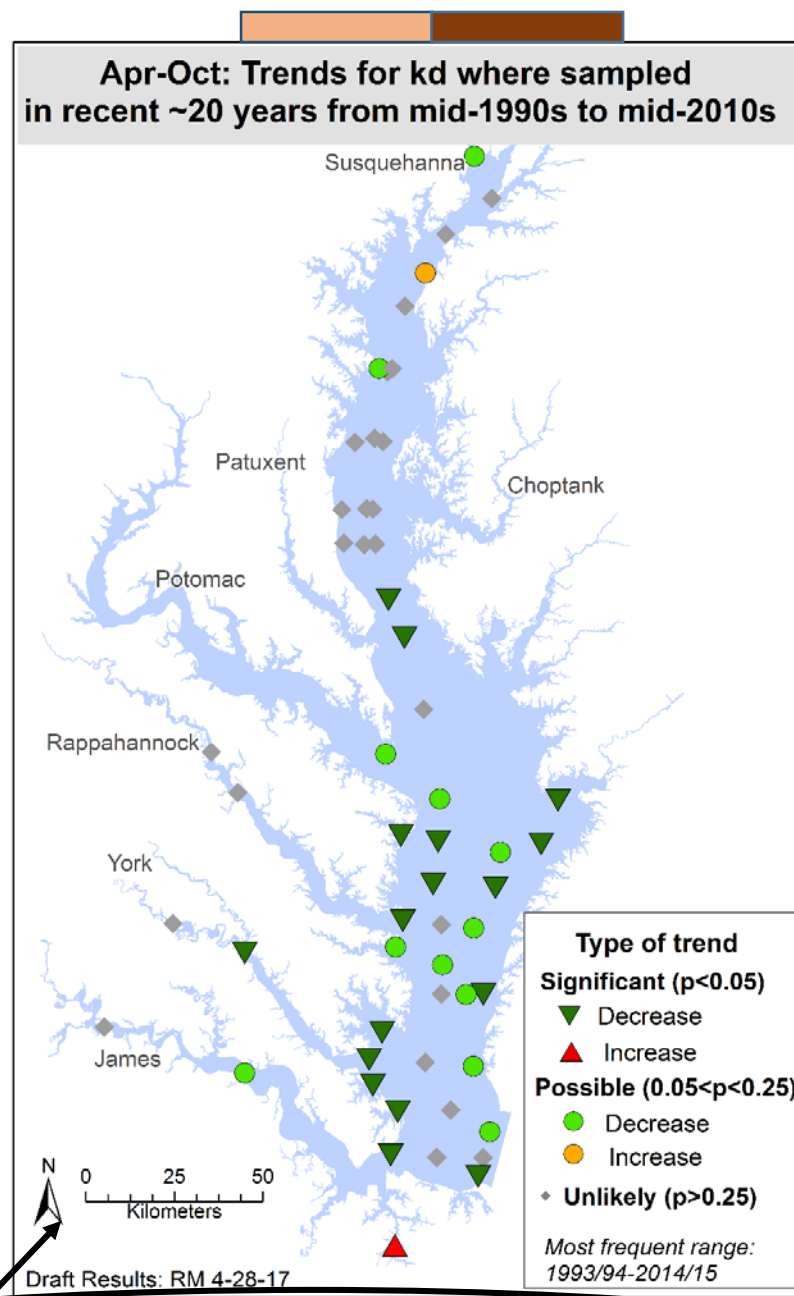 Apr-Oct: Trends for kd where sampled
in recent ~20 years from mid-1990s to mid-2010s
Susquehanna
Patuxent
Choptank
Potomac
Rappahannock
York
James
N
0 25 50
Kilometers
Draft Results: RM 4-28-17
Type of trend
Significant (p<0.05)
Decrease
Increase
Possible (0.05<p<0.25)
Decrease
Increase
Unlikely (p>0.25)
Most frequent range:
1993/94-2014/15